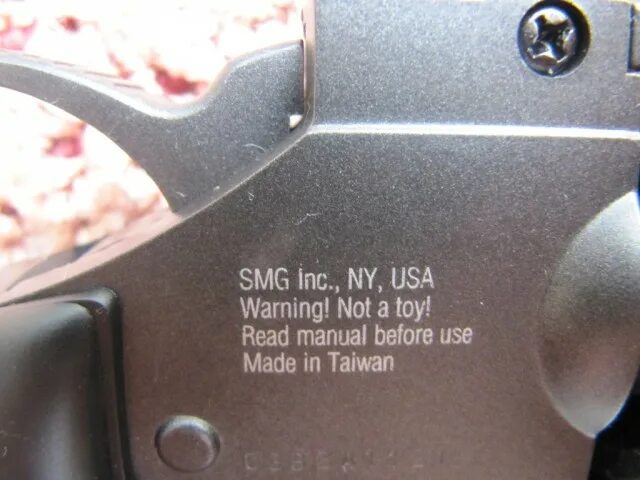 SMG Inc., NY, USA
Warning! Not a toy!
Read manual before use
Made in Taiwan